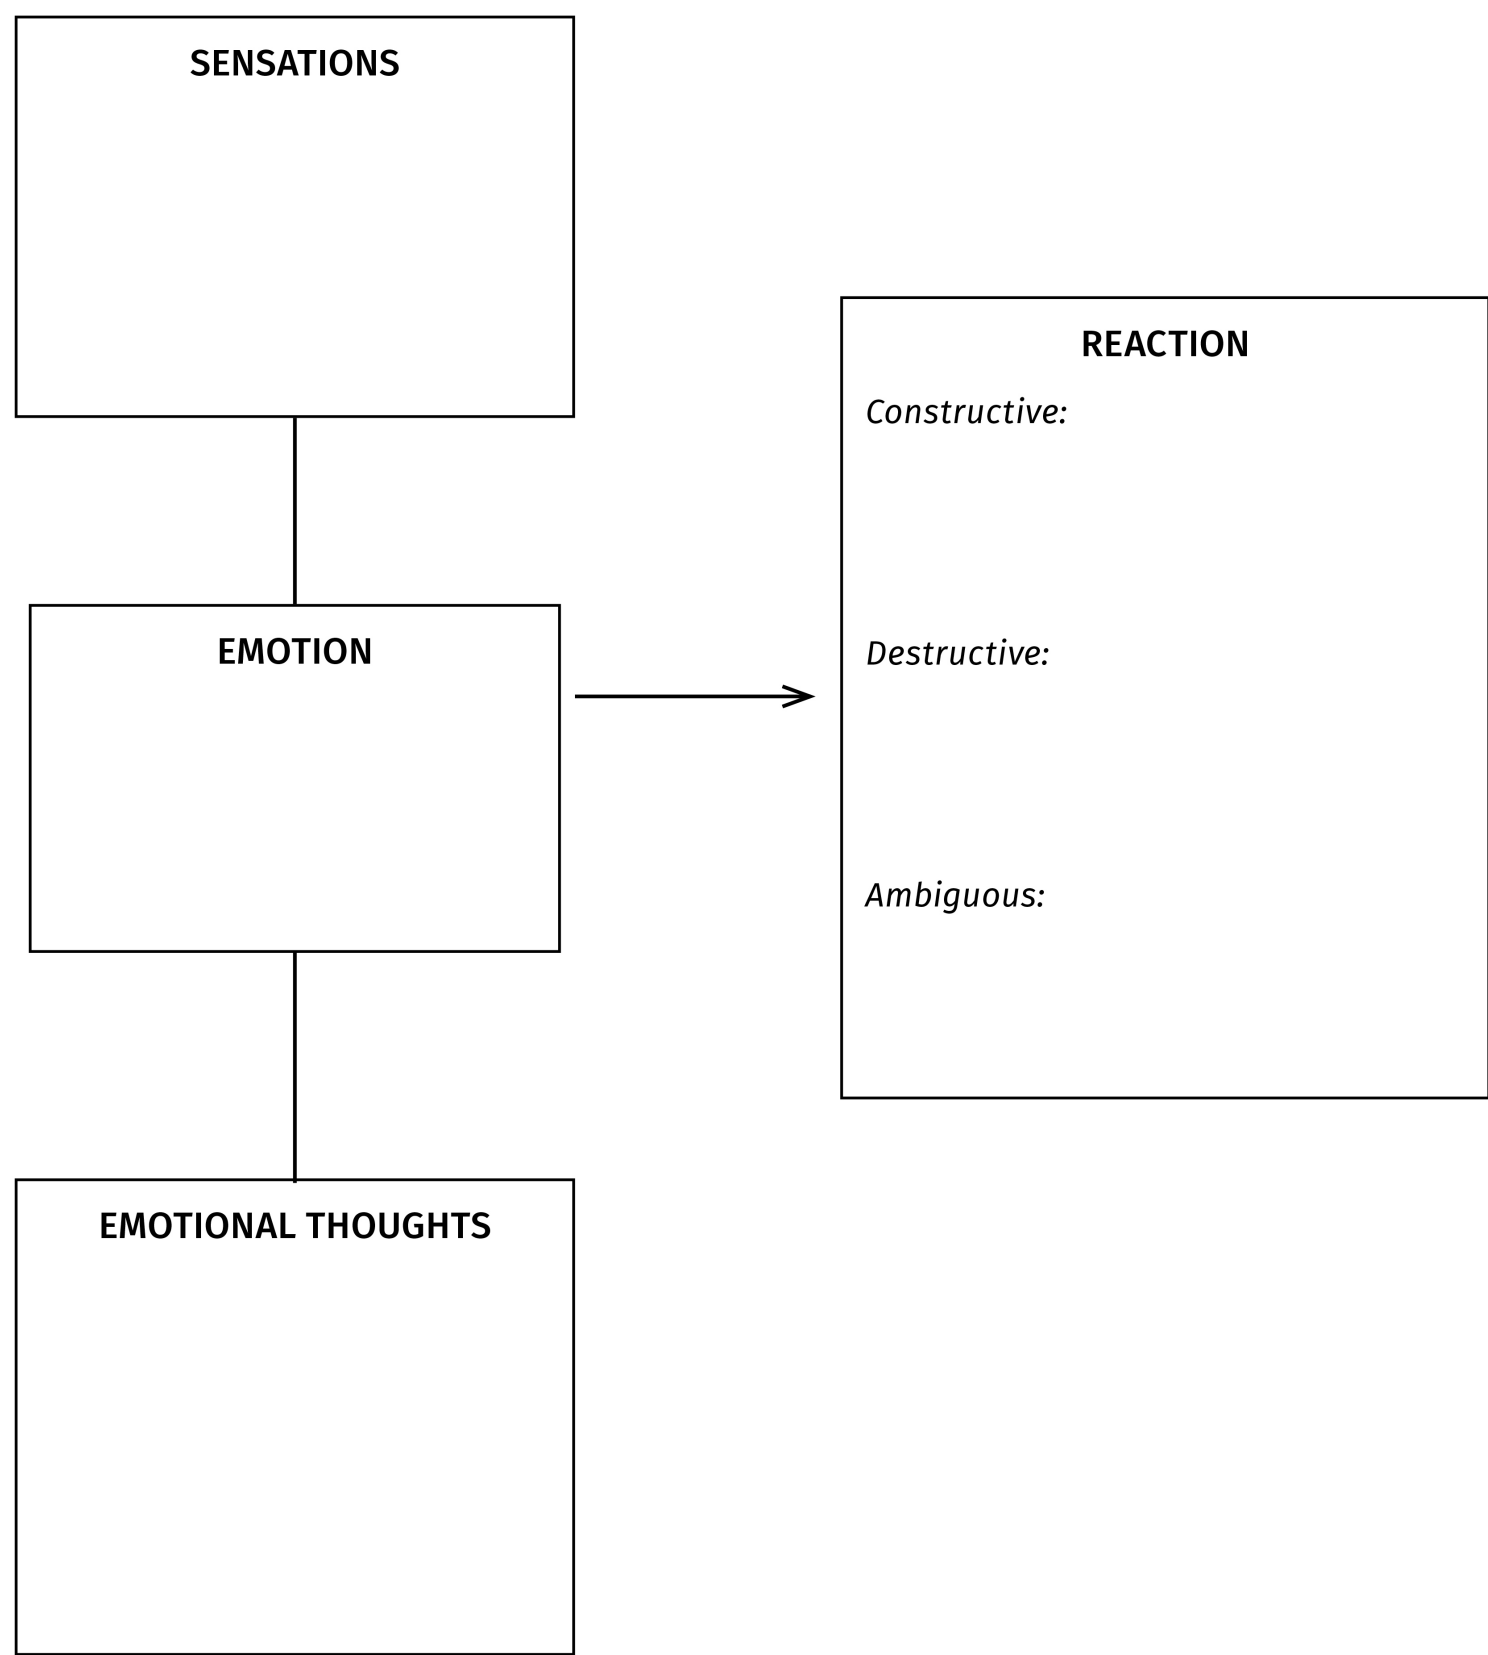 SENSATIONS
EMOTION
EMOTIONAL THOUGHTS
REACTION
Constructive:
Destructive:
Ambiguous: